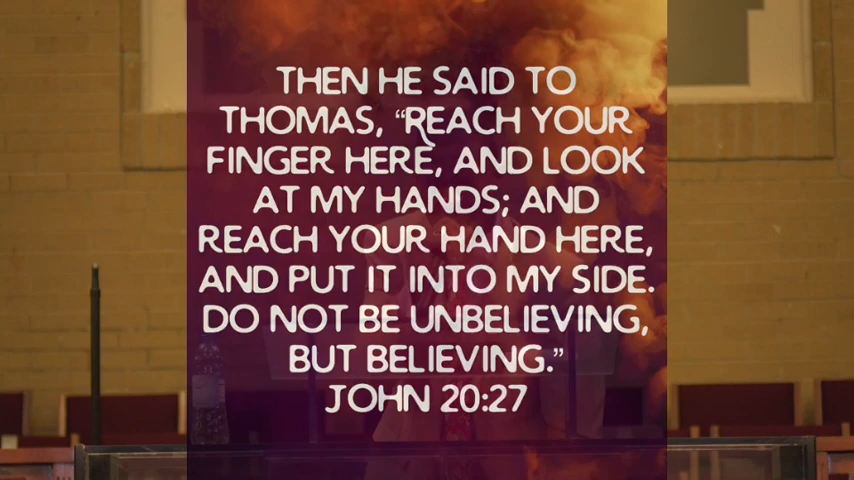 THEN HE SAID TO
THOMAS, “REACH YOUR
FINGER HERE, AND LOOK
AT MY HANDS; AND
REACH YOUR HAND HERE,
AND PUT IT INTO MY SIDE.
DO NOT BE UNBELIEVING,
BUT BELIEVING.”
JOHN 20:27